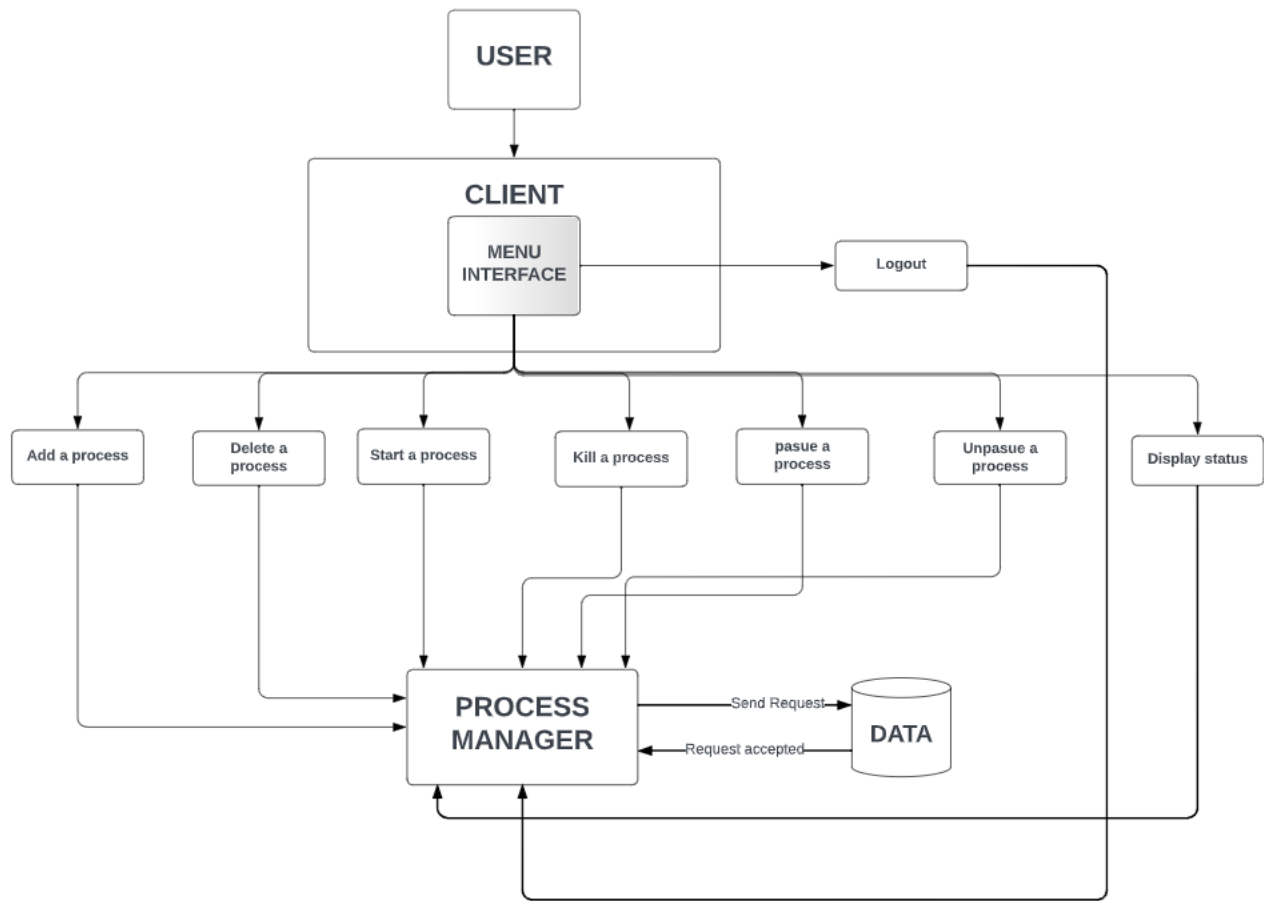 USER
CLIENT
MENU
INTERFACE
Logout
Add a process
Delete a
process
Start a process
Kill a process
pasue a
process
Unpasue a
process
Display status
PROCESS
MANAGER
Send Request
Request accepted
DATA